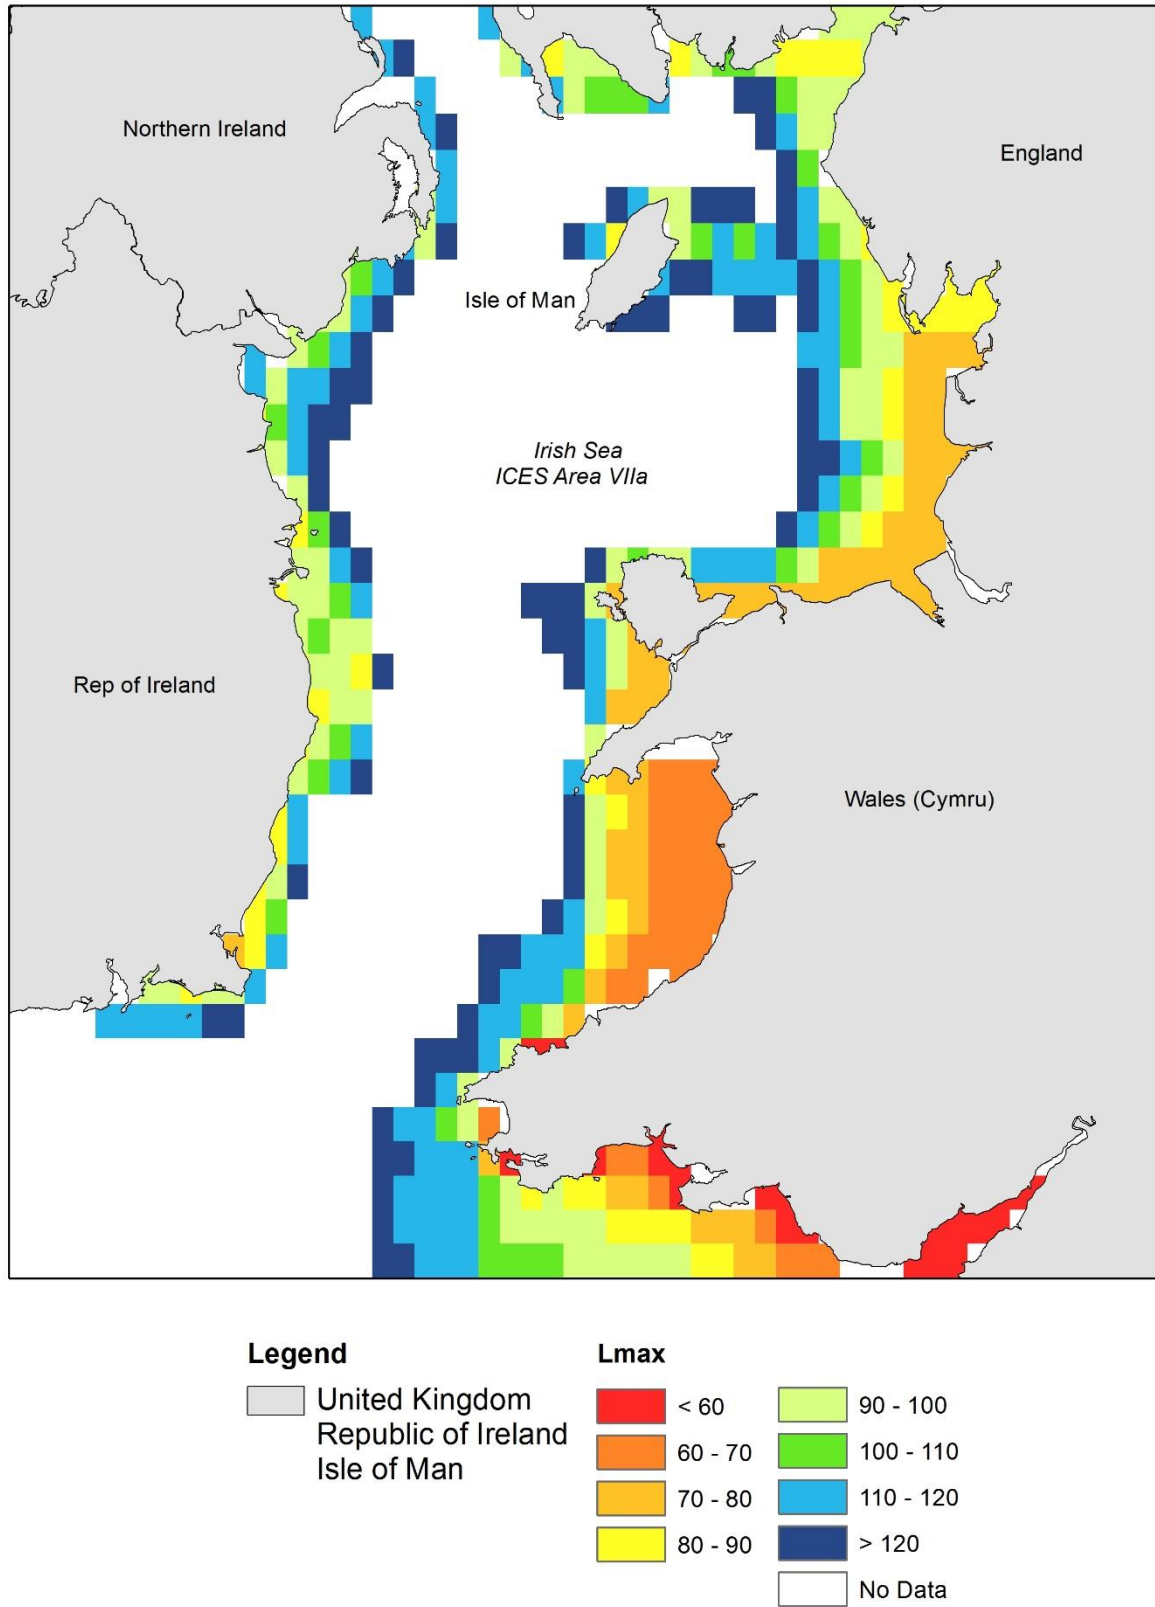 Northern Ireland
England
Isle of Man
Irish Sea
ICES Area VIIa
Rep of Ireland
Wales (Cymru)
Legend
United Kingdom
Republic of Ireland
Isle of Man
Lmax
< 60
60 - 70
70 - 80
80 - 90
90 - 100
100 - 110
110 - 120
> 120
No Data